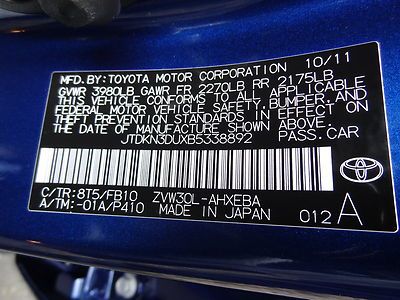 MFD. BY: TOYOTA MOTOR CORPORATION 10/11
GVWR 3980LB GAWR FR 2270LB RR 2175LB
THIS VEHICLE CONFORMS TO ALL APPLICABLE
FEDERAL MOTOR VEHICLE SAFETY, BUMPER, AND
THEFT PREVENTION STANDARDS IN EFFECT ON
THE DATE OF MANUFACTURE SHOWN ABOVE.
JTDKN3DUXB5338892 PASS.CAR
C/TR: 8T5/FB10 ZVW30L-AHXEBA
A/TM: -01A/P410 MADE IN JAPAN 012 A
TOYOTA